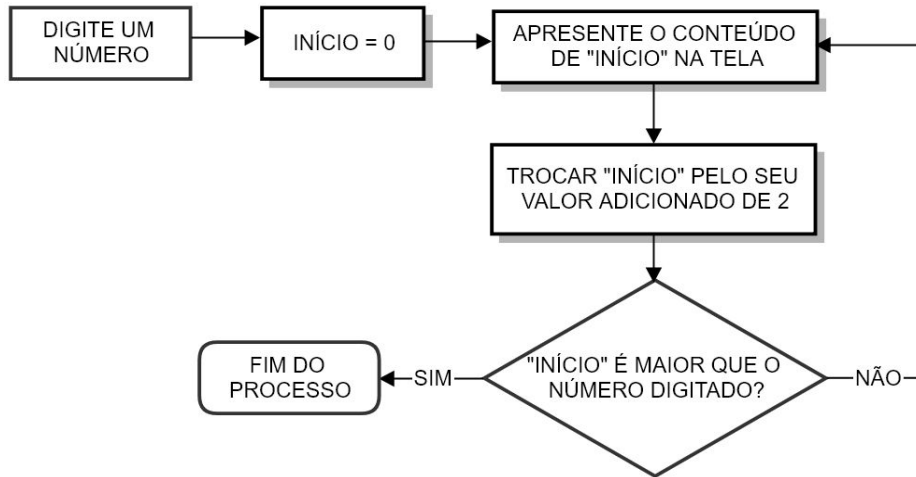 DIGITE UM
NÚMERO
INÍCIO = 0
APRESENTE O CONTEÚDO
DE "INÍCIO" NA TELA
TROCAR "INÍCIO" PELO SEU
VALOR ADICIONADO DE 2
"INÍCIO" É MAIOR QUE O
NÚMERO DIGITADO?
SIM
NÃO
FIM DO
PROCESSO